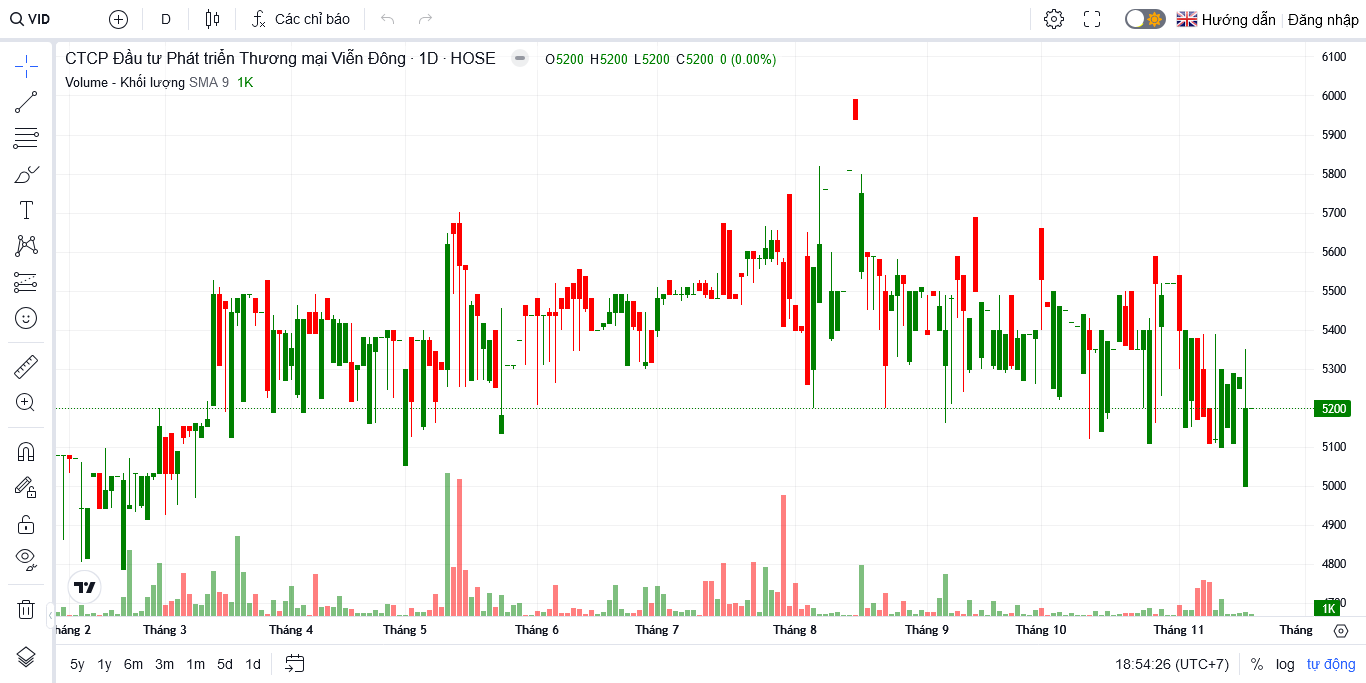 VID D Các chỉ báo Hướng dẫn Đăng nhập
CTCP Đầu tư Phát triển Thương mại Viễn Đông · 1D · HOSE O5200 H5200 L5200 C5200 0 (0.00%)
Volume - Khối lượng SMA 9 1K
6100
6000
5900
5800
5700
5600
5500
5400
5300
5200
5100
5000
4900
4800
1K
háng 2 Tháng 3 Tháng 4 Tháng 5 Tháng 6 Tháng 7 Tháng 8 Tháng 9 Tháng 10 Tháng 11 Tháng
5y 1y 6m 3m 1m 5d 1d 18:54:26 (UTC+7) % log tự động